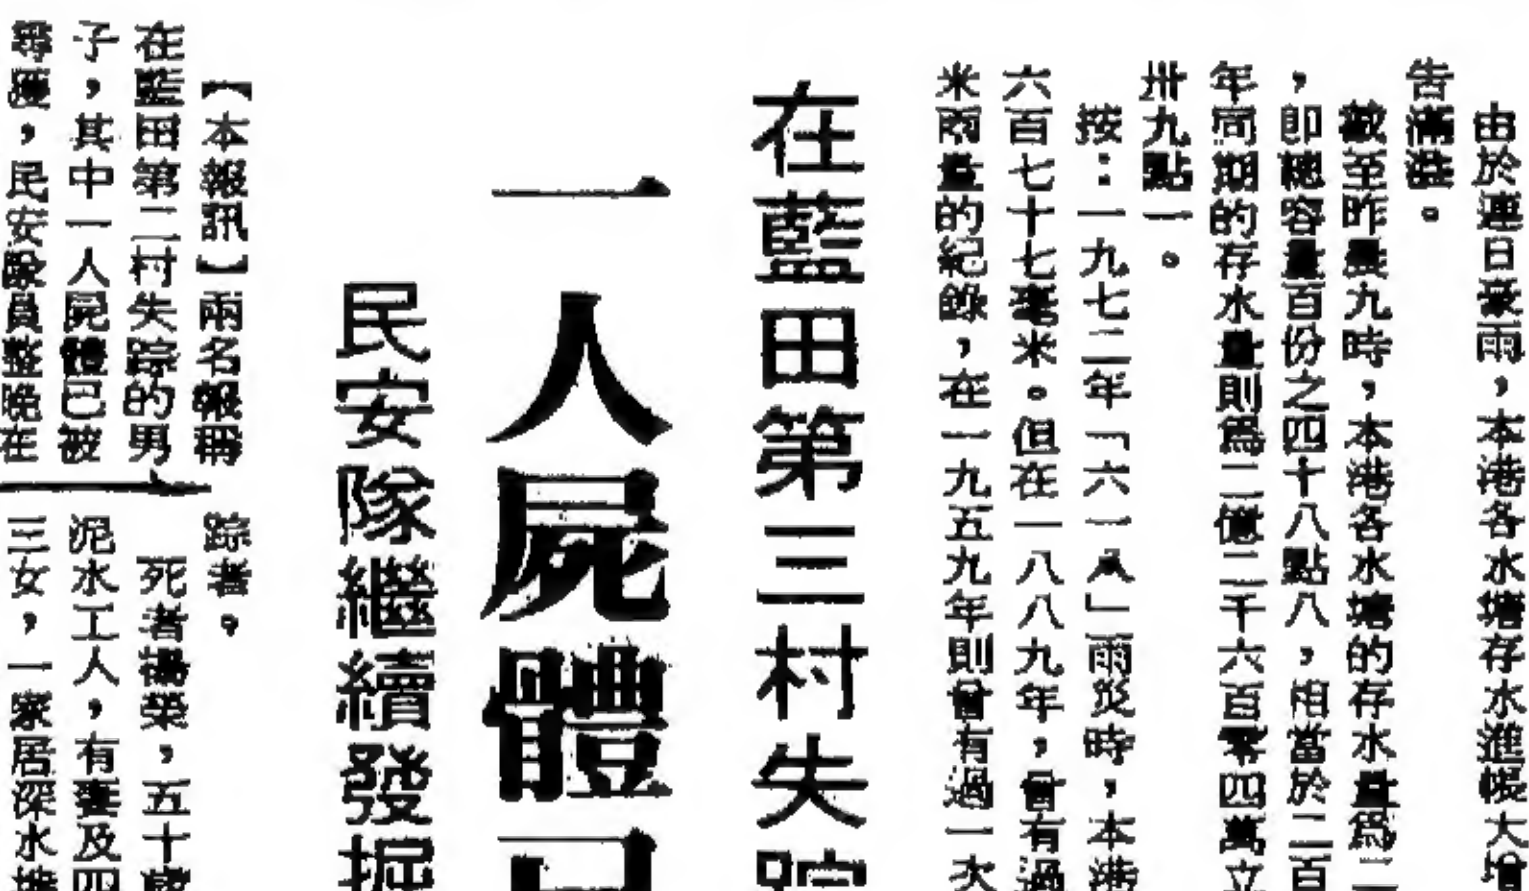 由於連日豪雨，本港各水塘存水進帳大增
告滿溢。
截至昨晨九時，本港各水塘的存水量爲二
，即總容量百份之四十八點八，相當於二百
年同期的存水量則爲二億二千六百零四萬立
卅九點一。
按：一九七二年「六一八」雨災時，本港
六百七十七毫米。但在一八八九年，曾有過
米雨量的紀錄，在一九五九年則曾有過一次
在藍田第三村失踪
一人屍體已
民安隊繼續發掘
【本報訊】兩名報稱
在藍田第二村失踪的男
子，其中一人屍體已被
尋獲，民安隊員整晚在
踪者。
死者楊榮，五十歲
泥水工人，有妻及四
三女，一家居深水埗